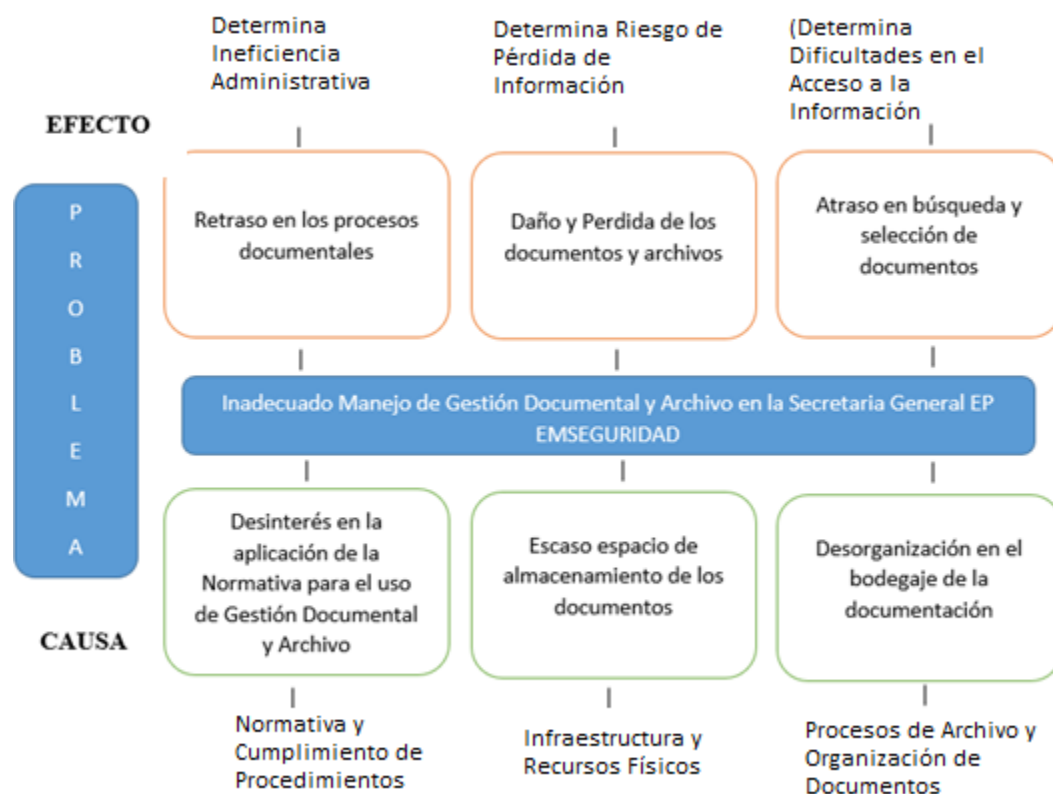 Determina
Ineficiencia
Administrativa
Determina Riesgo de
Pérdida de
Información
(Determina
Dificultades en el
Acceso a la
Información
EFECTO
P
R
O
B
L
E
M
A
Retraso en los procesos
documentales
Daño y Perdida de los
documentos y archivos
Atraso en búsqueda y
selección de
documentos
Inadecuado Manejo de Gestión Documental y Archivo en la Secretaria General EP
EMSEGURIDAD
Desinterés en la
aplicación de la
Normativa para el uso
de Gestión Documental
y Archivo
Escaso espacio de
almacenamiento de los
documentos
Desorganización en el
bodegaje de la
documentación
CAUSA
Normativa y
Cumplimiento de
Procedimientos
Infraestructura y
Recursos Físicos
Procesos de Archivo y
Organización de
Documentos